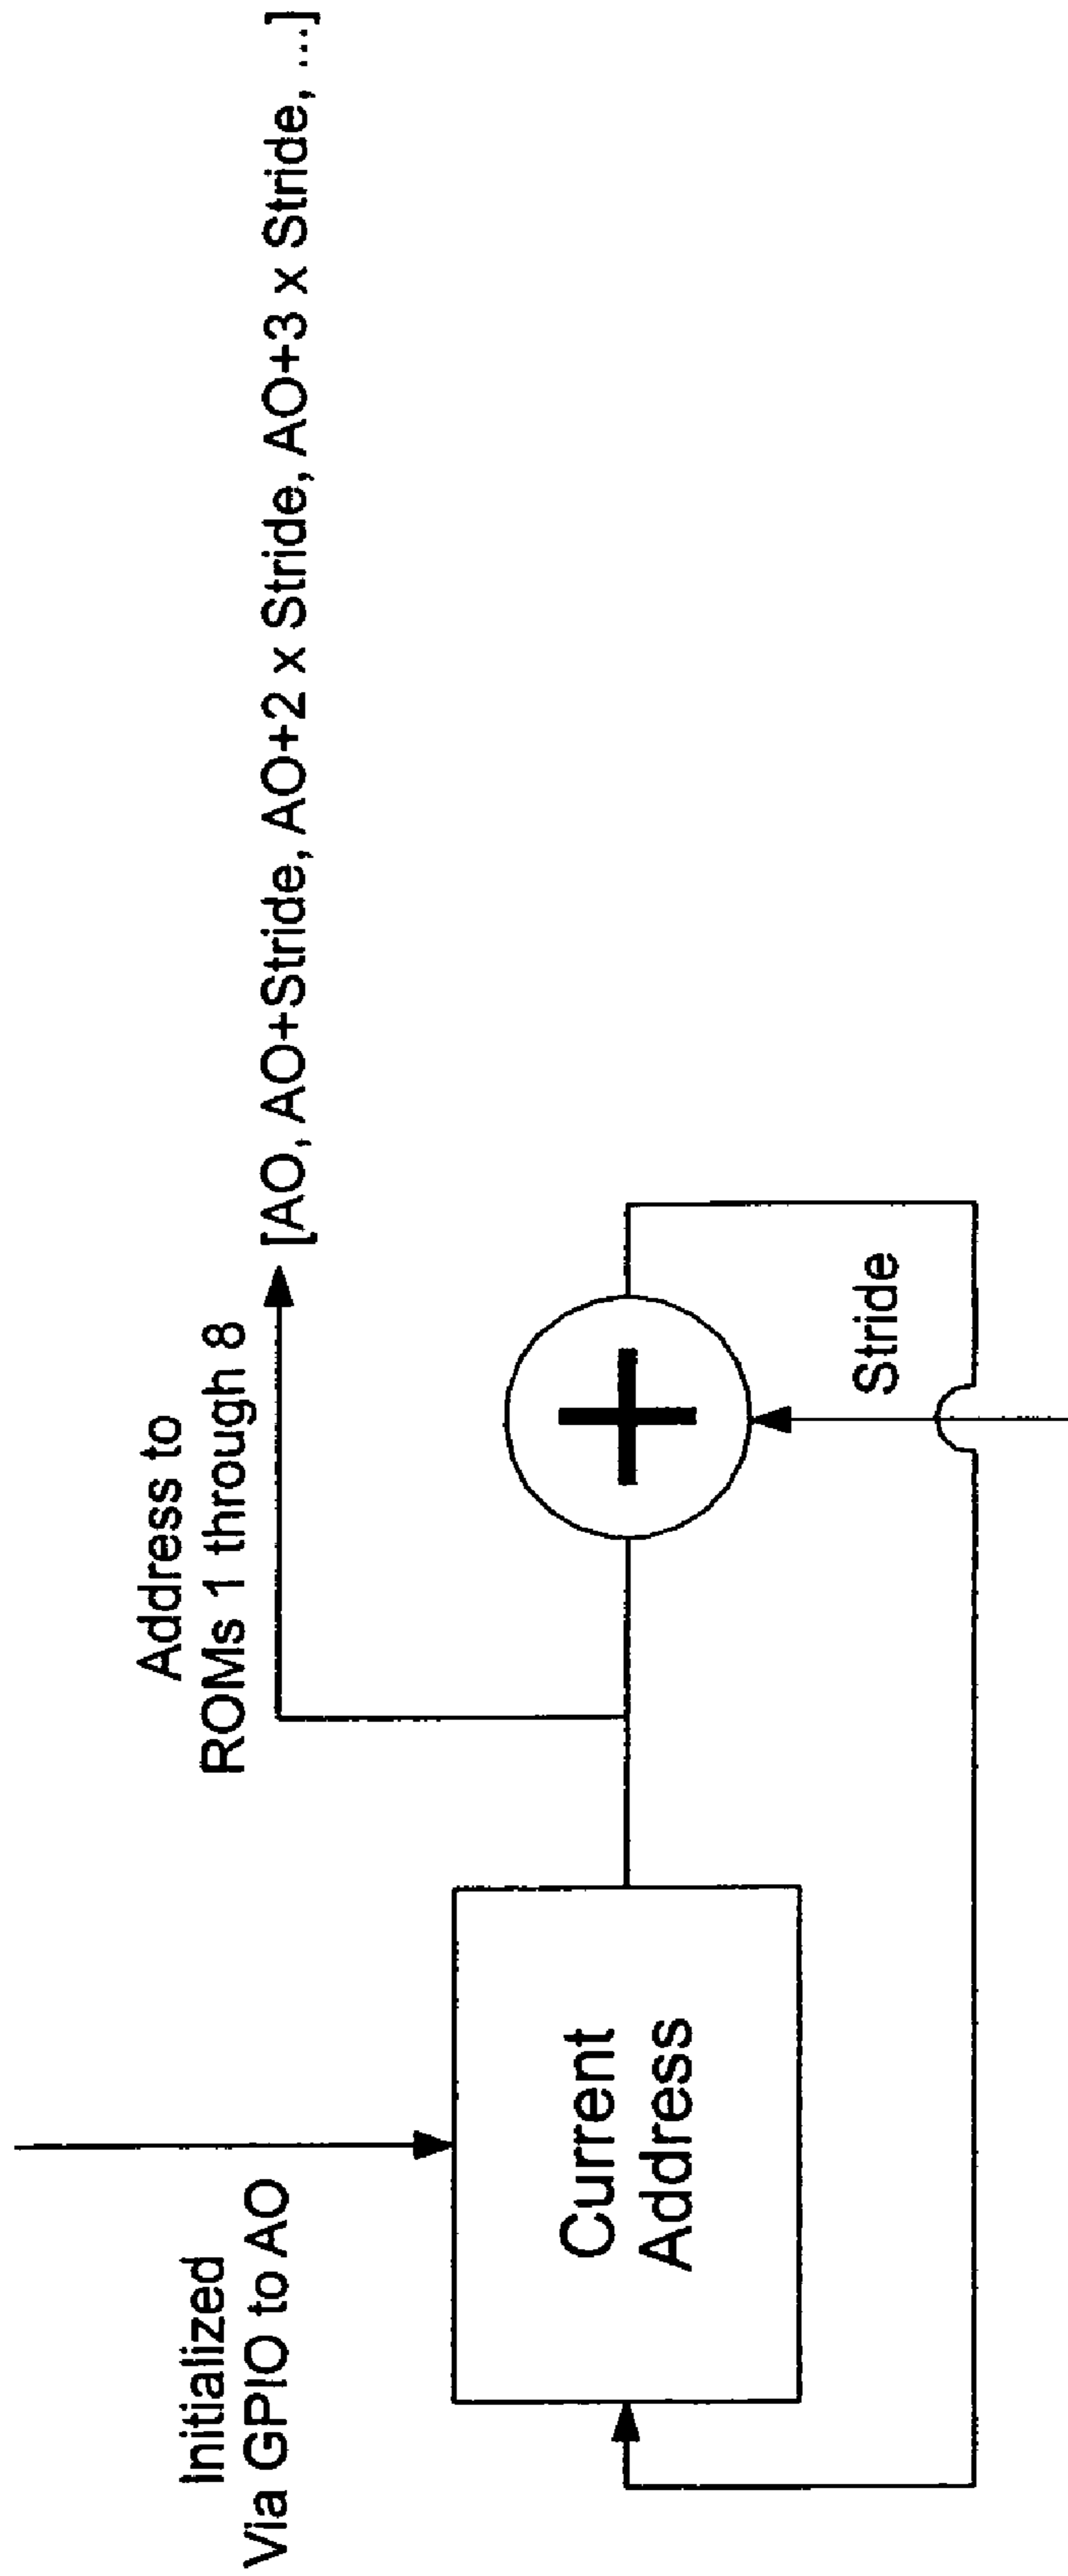 Initialized
Via GPIO to AO
Address to
ROMs 1 through 8
[AO, AO+Stride, AO+2 x Stride, AO+3 x Stride, ...]
Current
Address
+
Stride